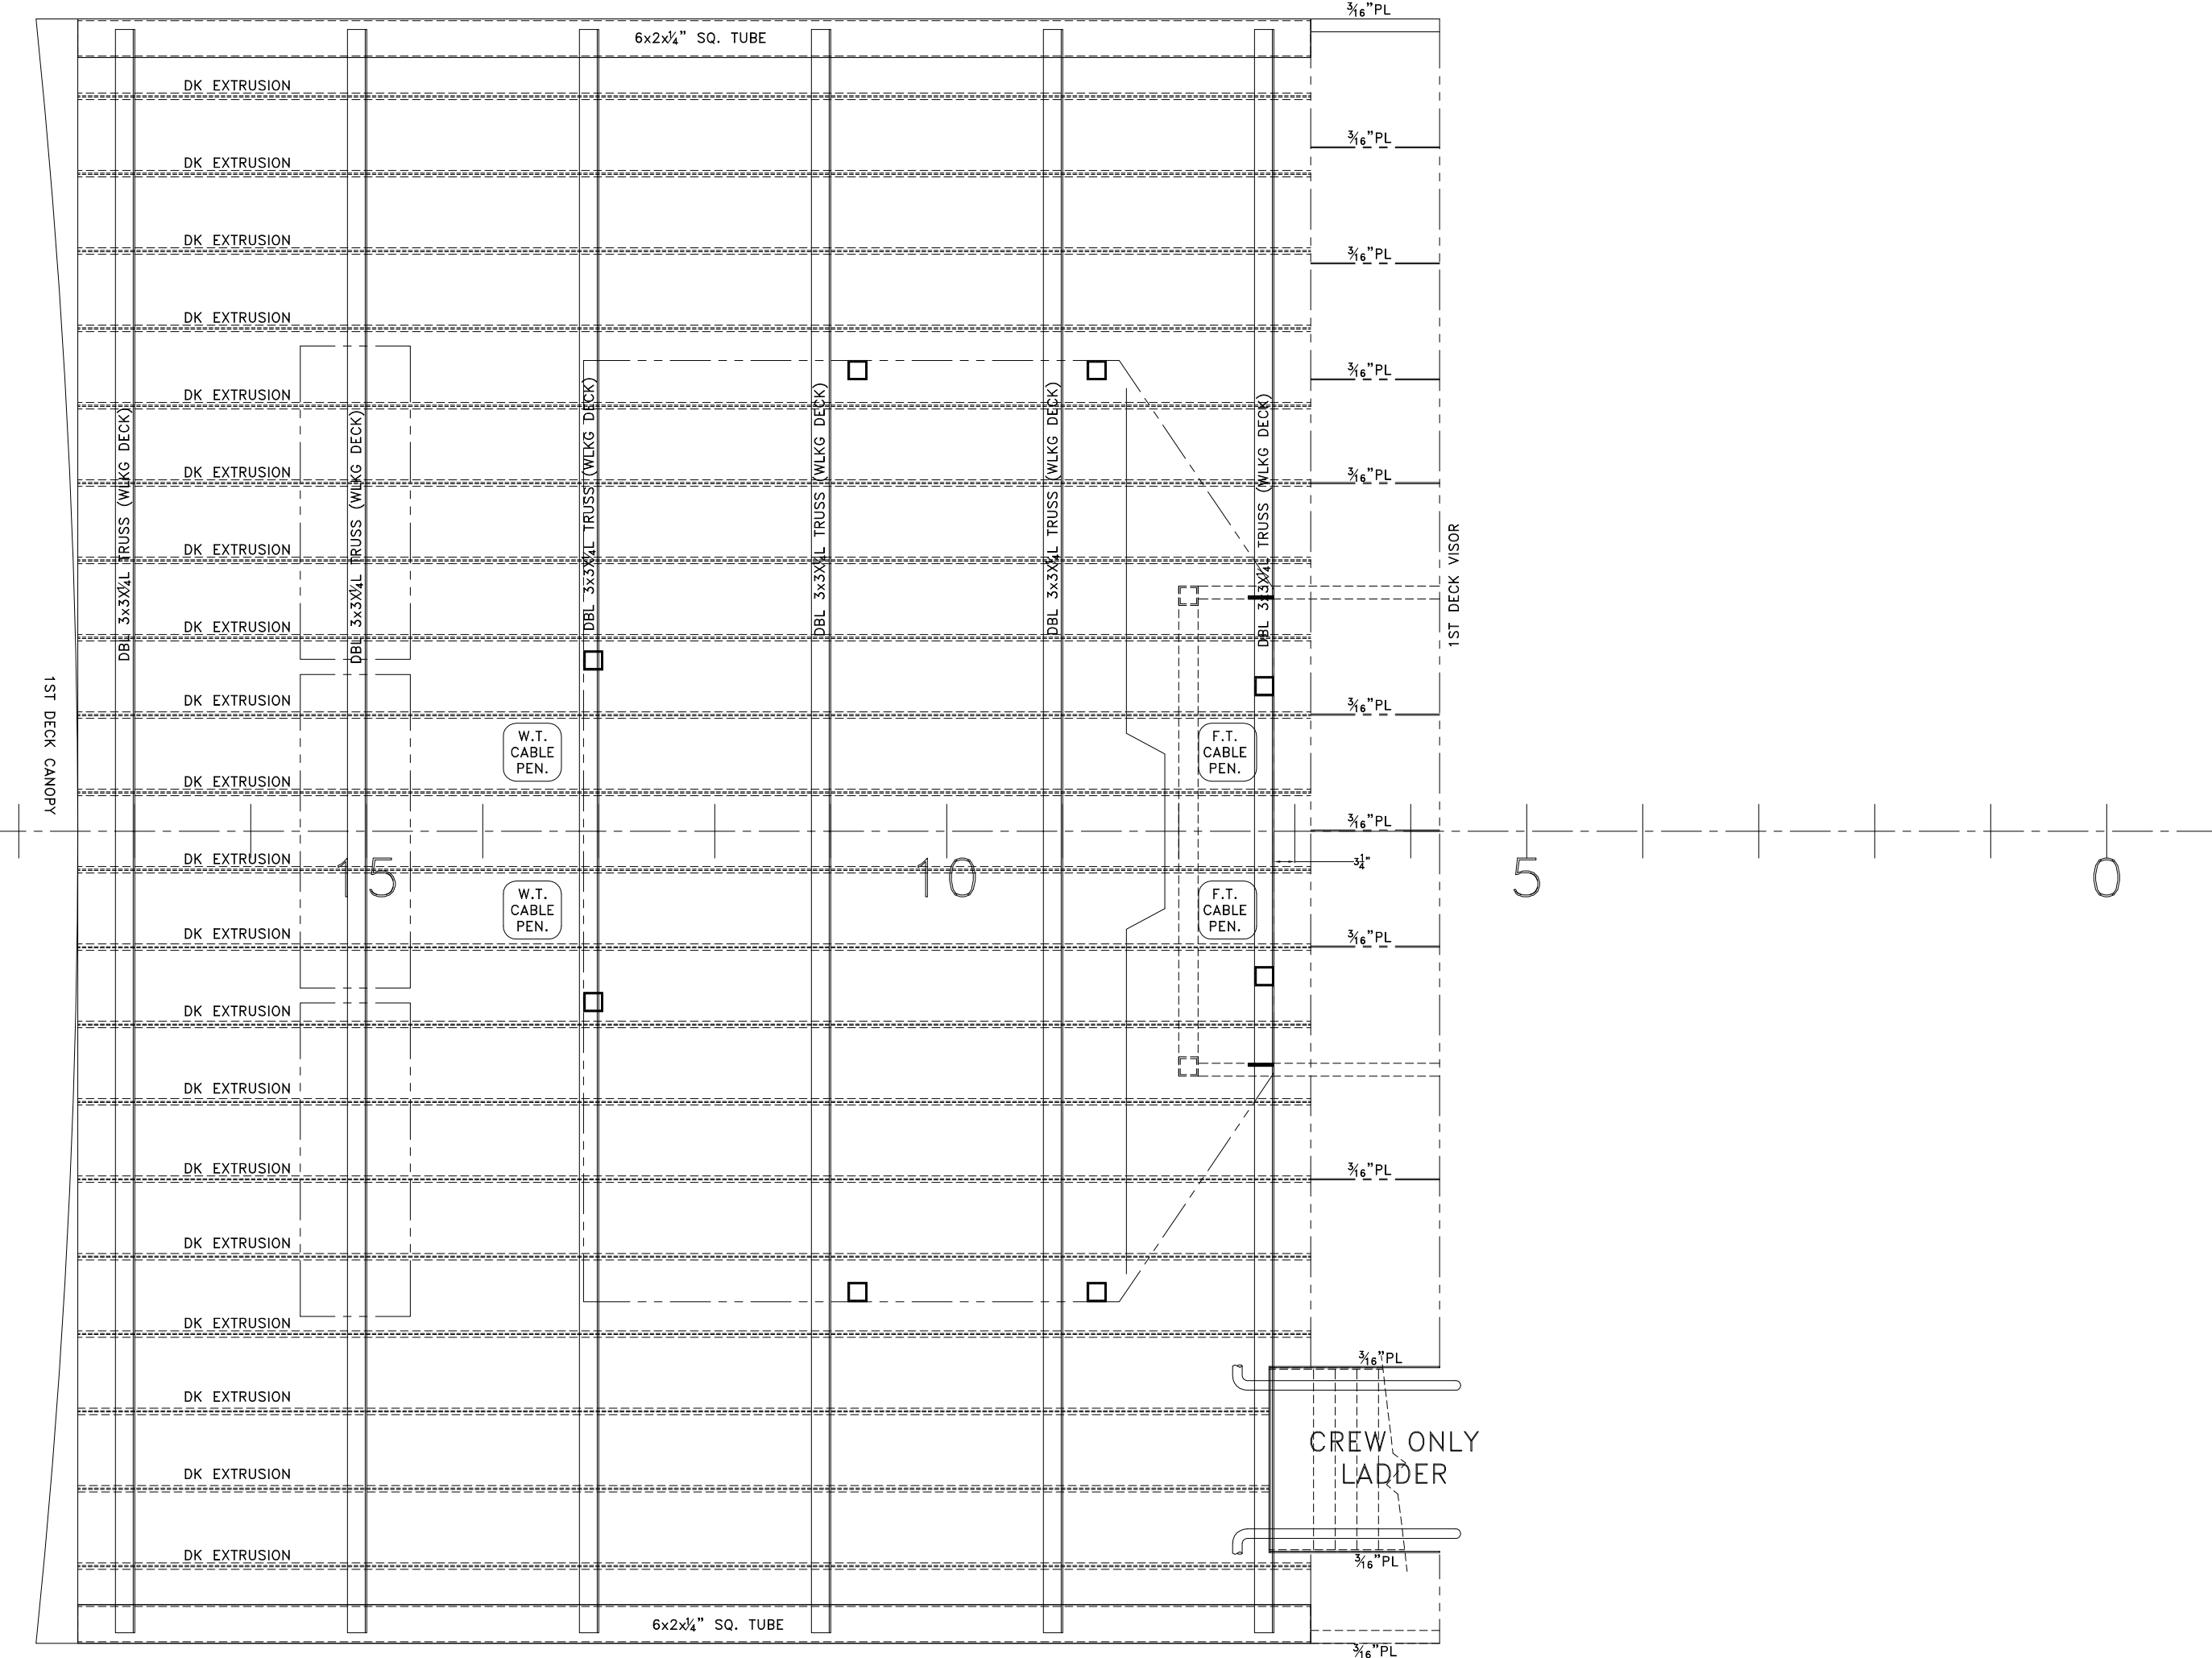 3/16"PL
6x2x1/4" SQ. TUBE
DK EXTRUSION
3/16"PL
DK EXTRUSION
DK EXTRUSION
3/16"PL
DK EXTRUSION
3/16"PL
DK EXTRUSION
DBL 3x3X1/4L TRUSS (WLKG DECK)
DBL 3x3X1/4L TRUSS (WLKG DECK)
DBL 3x3X1/4L TRUSS (WLKG DECK)
DBL 3x3X1/4L TRUSS (WLKG DECK)
DBL 3x3X1/4L TRUSS (WLKG DECK)
DBL 3x3X1/4L TRUSS (WLKG DECK)
DK EXTRUSION
3/16"PL
DK EXTRUSION
1ST DECK VISOR
DK EXTRUSION
1ST DECK CANOPY
DK EXTRUSION
3/16"PL
W.T.
CABLE
PEN.
F.T.
CABLE
PEN.
DK EXTRUSION
3/16"PL
DK EXTRUSION
3 1/4"
15
10
5
0
W.T.
CABLE
PEN.
F.T.
CABLE
PEN.
DK EXTRUSION
3/16"PL
DK EXTRUSION
DK EXTRUSION
DK EXTRUSION
3/16"PL
DK EXTRUSION
DK EXTRUSION
3/16"PL
DK EXTRUSION
CREW ONLY
LADDER
DK EXTRUSION
DK EXTRUSION
3/16"PL
6x2x1/4" SQ. TUBE
3/16"PL